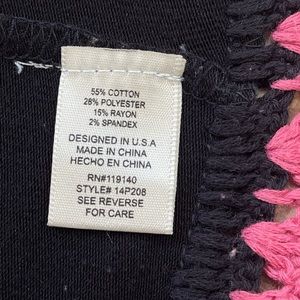 55% COTTON
28% POLYESTER
15% RAYON
2% SPANDEX
DESIGNED IN U.S.A
MADE IN CHINA
HECHO EN CHINA
RN#119140
STYLE# 14P208
SEE REVERSE
FOR CARE